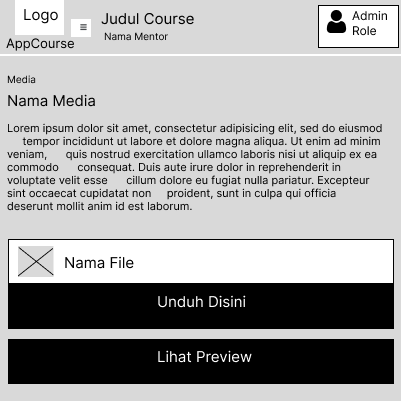 Logo
AppCourse
Judul Course
Nama Mentor
Admin
Role
Media
Nama Media
Lorem ipsum dolor sit amet, consectetur adipisicing elit, sed do eiusmod
tempor incididunt ut labore et dolore magna aliqua. Ut enim ad minim
veniam, quis nostrud exercitation ullamco laboris nisi ut aliquip ex ea
commodo consequat. Duis aute irure dolor in reprehenderit in
voluptate velit esse cillum dolore eu fugiat nulla pariatur. Excepteur
sint occaecat cupidatat non proident, sunt in culpa qui officia
deserunt mollit anim id est laborum.
Nama File
Unduh Disini
Lihat Preview